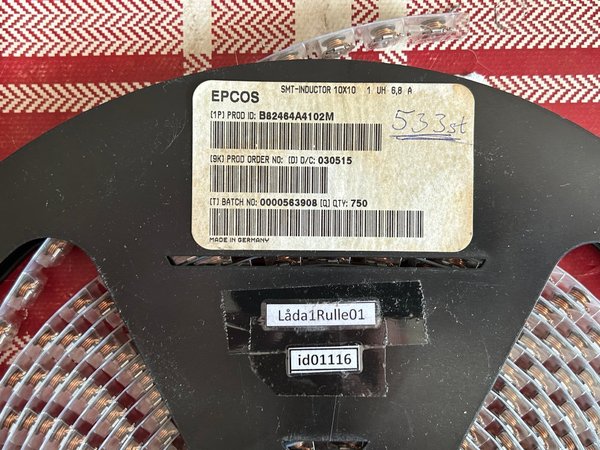 EPCOS SMT-INDUCTOR 10X10 1 UH 6,8 A
[1P] PROD ID: B82464A4102M
533st
[9K] PROD ORDER NO: [D] D/C: 030515
[T] BATCH NO: 0000563908 [Q] QTY: 750
MADE IN GERMANY
Låda1Rulle01
id01116